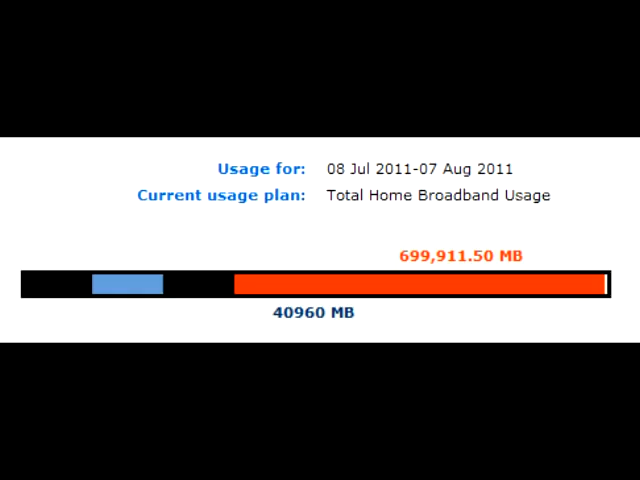 Usage for: 08 Jul 2011-07 Aug 2011
Current usage plan: Total Home Broadband Usage
699,911.50 MB
40960 MB